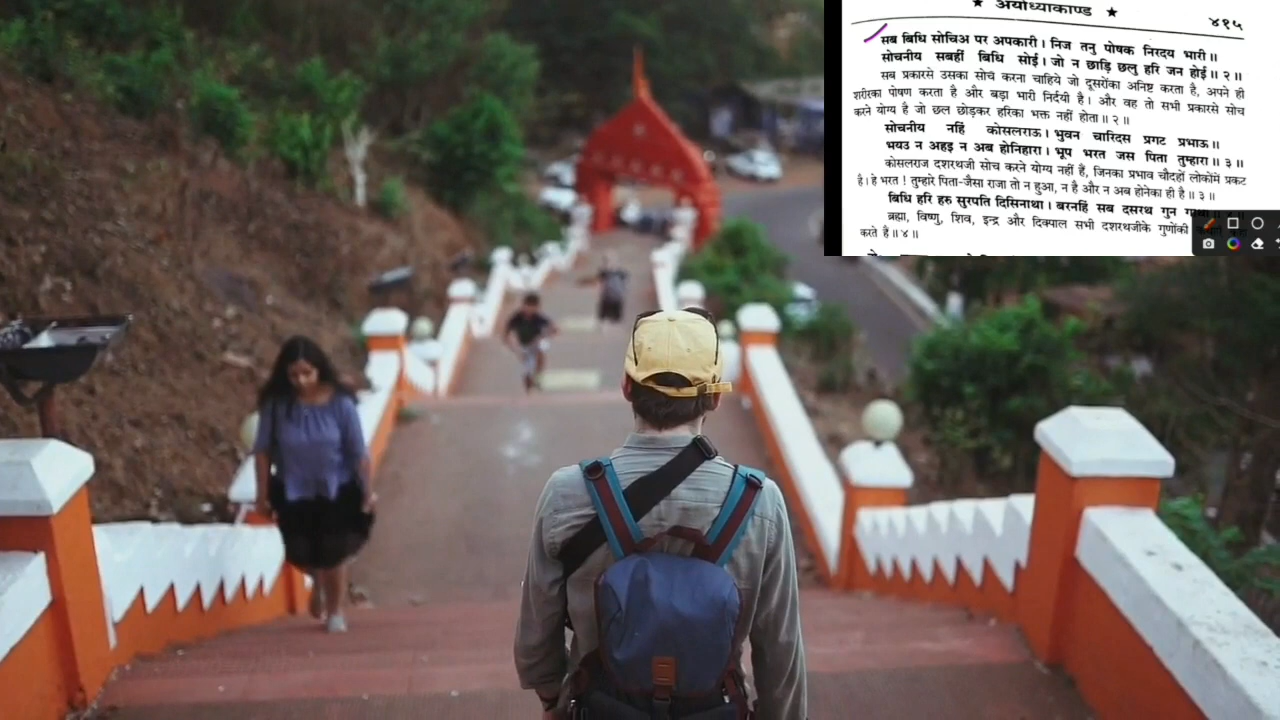 ★ अयोध्याकाण्ड ★
४१५
सब बिधि सोचिअ पर अपकारी। निज तनु पोषक निरदय भारी॥
सोचनीय सबहीं बिधि सोई। जो न छाड़ि छलु हरि जन होई॥२॥
सब प्रकारसे उसका सोच करना चाहिये जो दूसरोंका अनिष्ट करता है, अपने ही
शरीरका पोषण करता है और बड़ा भारी निर्दयी है। और वह तो सभी प्रकारसे सोच
करने योग्य है जो छल छोड़कर हरिका भक्त नहीं होता॥२॥
सोचनीय नहिं कोसलराऊ। भुवन चारिदस प्रगट प्रभाऊ॥
भयउ न अहइ न अब होनिहारा। भूप भरत जस पिता तुम्हारा॥३॥
कोसलराज दशरथजी सोच करने योग्य नहीं हैं, जिनका प्रभाव चौदहों लोकोंमें प्रकट
है। हे भरत! तुम्हारे पिता-जैसा राजा तो न हुआ, न है और न अब होनेका ही है॥३॥
बिधि हरि हरु सुरपति दिसिनाथा। बरनहिं सब दसरथ गुन
ब्रह्मा, विष्णु, शिव, इन्द्र और दिक्पाल सभी दशरथजीके गुणोंकी
करते हैं॥४॥